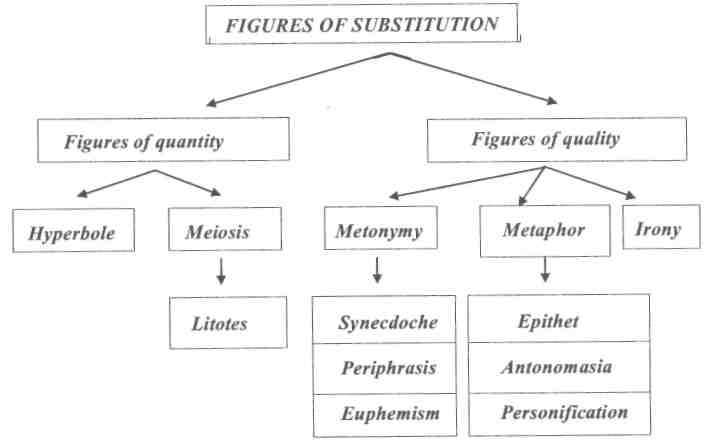 FIGURES OF SUBSTITUTION
Figures of quantity
Figures of quality
Hyperbole
Meiosis
Metonymy
Metaphor
Irony
Litotes
Synecdoche
Epithet
Periphrasis
Antonomasia
Euphemism
Personification